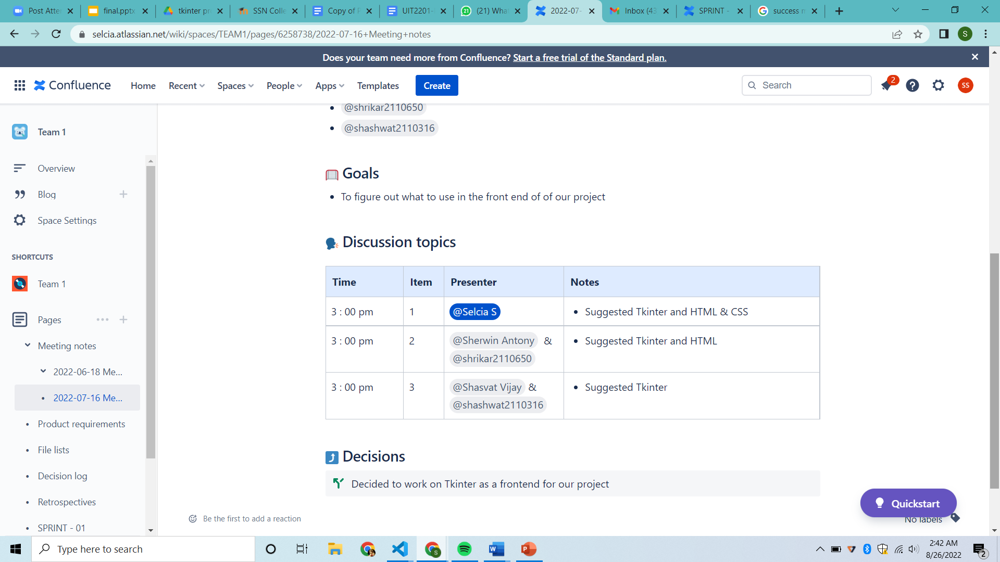 Post Atte
final.pptx
tkinter pr
SSN Colle
Copy of P
UIT2201-
(21) What
2022-07-
Inbox (43
SPRINT -
success m
selcia.atlassian.net/wiki/spaces/TEAM1/pages/6258738/2022-07-16+Meeting+notes
S
Does your team need more from Confluence? Start a free trial of the Standard plan.
Confluence
Home
Recent
Spaces
People
Apps
Templates
Create
Search
2
SS
Team 1
Overview
Blog
Space Settings
SHORTCUTS
Team 1
Pages
Meeting notes
2022-06-18 Me...
2022-07-16 Me...
Product requirements
File lists
Decision log
Retrospectives
SPRINT - 01
@shrikar2110650
@shashwat2110316
Goals
To figure out what to use in the front end of of our project
Discussion topics
Time Item Presenter Notes
3 : 00 pm 1 @Selcia S Suggested Tkinter and HTML & CSS
3 : 00 pm 2 @Sherwin Antony & Suggested Tkinter and HTML
@shrikar2110650
3 : 00 pm 3 @Shasvat Vijay & Suggested Tkinter
@shashwat2110316
Decisions
Decided to work on Tkinter as a frontend for our project
Be the first to add a reaction
Quickstart
No labels
Type here to search
2:42 AM
8/26/2022
2